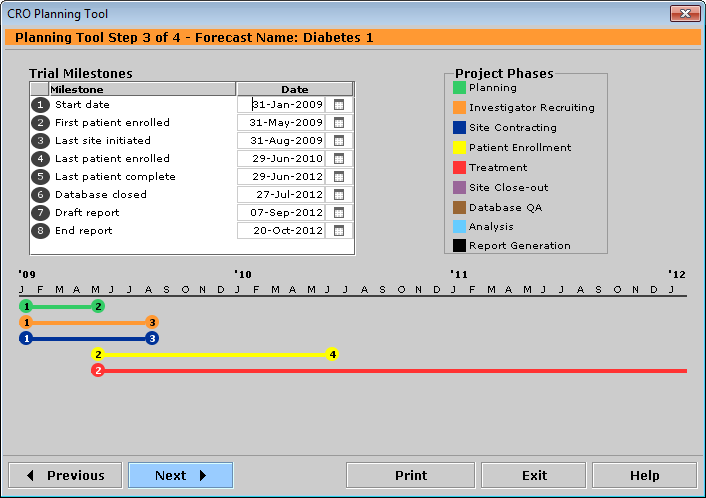 CRO Planning Tool
Planning Tool Step 3 of 4 - Forecast Name: Diabetes 1
Trial Milestones
Milestone Date
1 Start date 31-Jan-2009
2 First patient enrolled 31-May-2009
3 Last site initiated 31-Aug-2009
4 Last patient enrolled 29-Jun-2010
5 Last patient complete 29-Jun-2012
6 Database closed 27-Jul-2012
7 Draft report 07-Sep-2012
8 End report 20-Oct-2012
Project Phases
Planning
Investigator Recruiting
Site Contracting
Patient Enrollment
Treatment
Site Close-out
Database QA
Analysis
Report Generation
'09 '10 '11 '12
J F M A M J J A S O N D J F M A M J J A S O N D J F M A M J J A S O N D J
1 2
1 3
1 3
2 4
2
Previous Next Print Exit Help